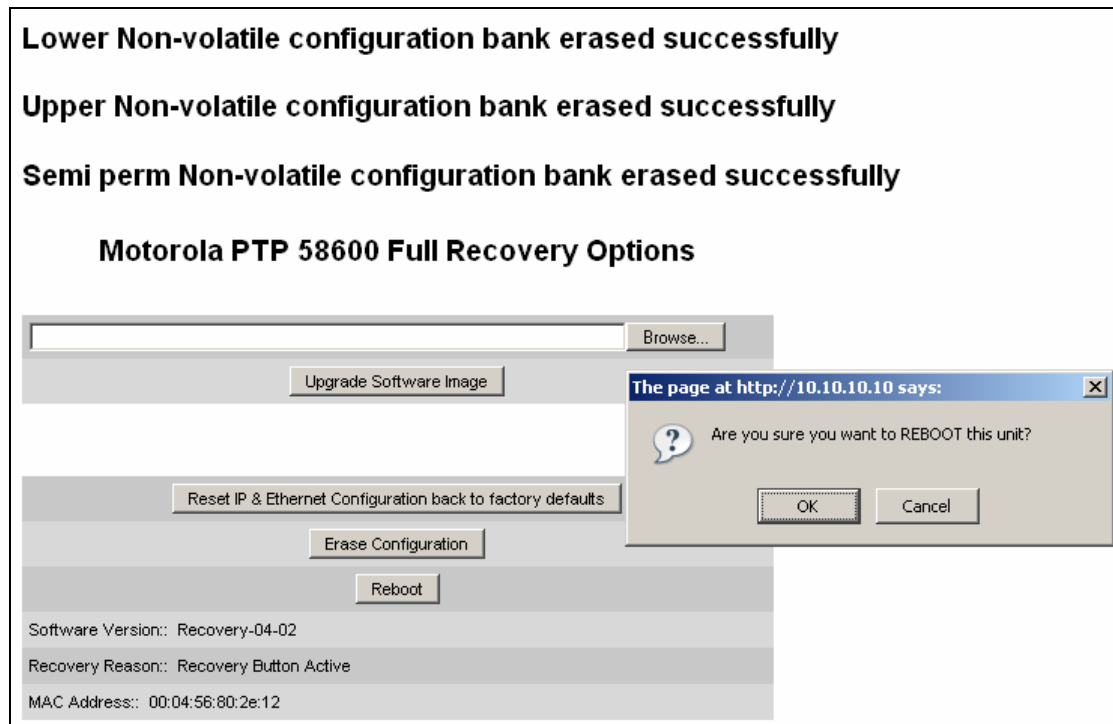 Lower Non-volatile configuration bank erased successfully
Upper Non-volatile configuration bank erased successfully
Semi perm Non-volatile configuration bank erased successfully
Motorola PTP 58600 Full Recovery Options
Browse...
Upgrade Software Image
The page at http://10.10.10.10 says:
Are you sure you want to REBOOT this unit?
OK Cancel
Reset IP & Ethernet Configuration back to factory defaults
Erase Configuration
Reboot
Software Version:: Recovery-04-02
Recovery Reason:: Recovery Button Active
MAC Address:: 00:04:56:80:2e:12